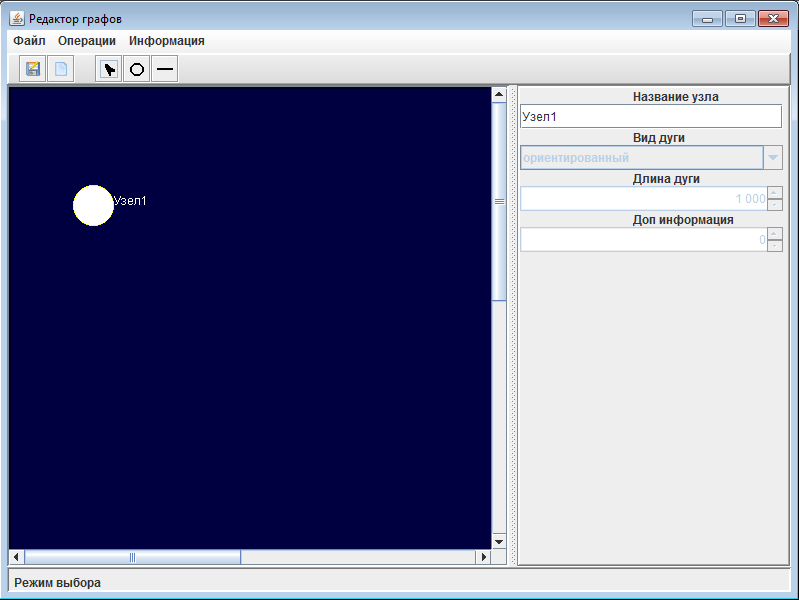 Редактор графов
Файл Операции Информация
Название узла
Узел1
Вид дуги
ориентированный
Длина дуги
1 000
Доп информация
0
Узел1
Режим выбора